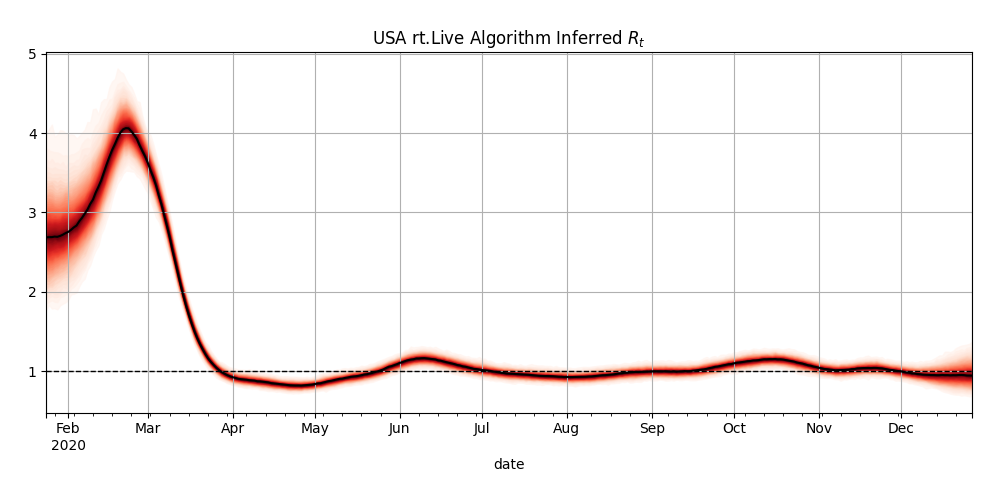 USA rt.Live Algorithm Inferred $R_t$
5
4
3
2
1
Feb Mar Apr May Jun Jul Aug Sep Oct Nov Dec
2020
date